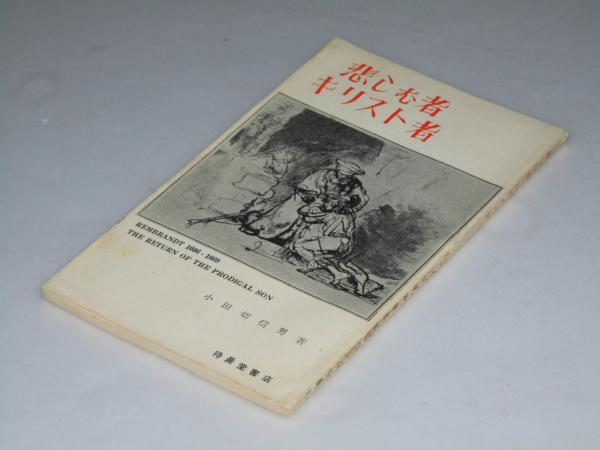 悲しむ者
キリスト者
REMBRANDT 1606-1669
THE RETURN OF THE PRODIGAL SON
小田切信男著
待晨堂書店